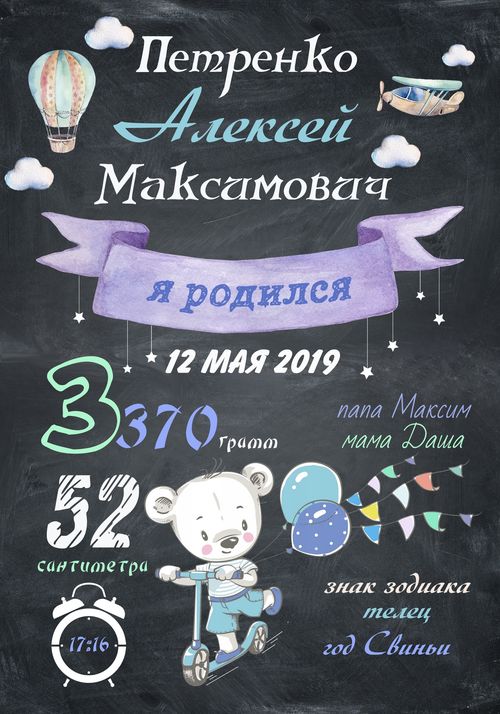 Петренко
Алексей
Максимович
я родился
12 МАЯ 2019
3370 грамм
папа Максим
мама Даша
52
сантиметра
17:16
знак зодиака
телец
год Свиньи